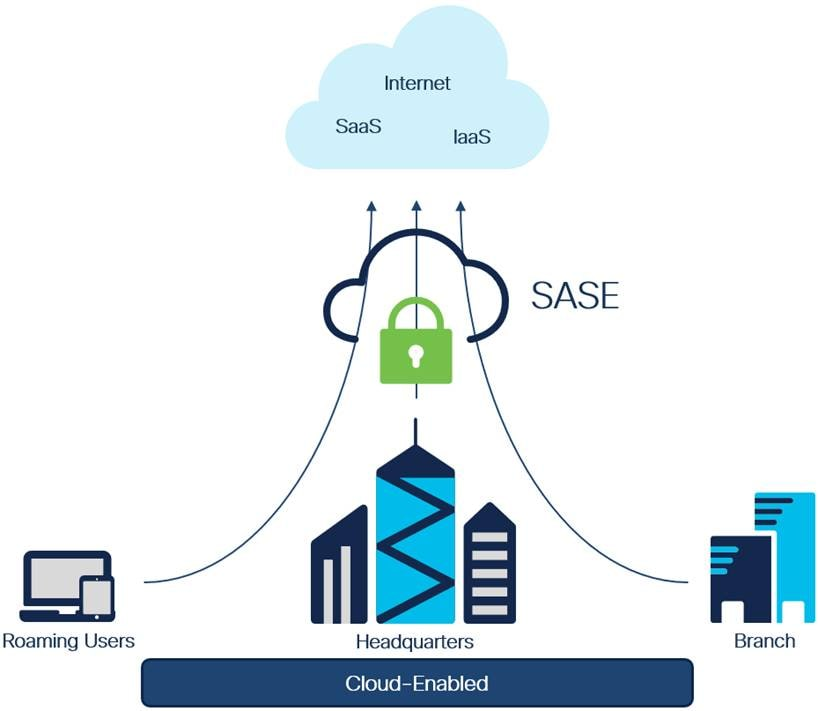 Internet
SaaS
IaaS
SASE
Roaming Users
Headquarters
Branch
Cloud-Enabled